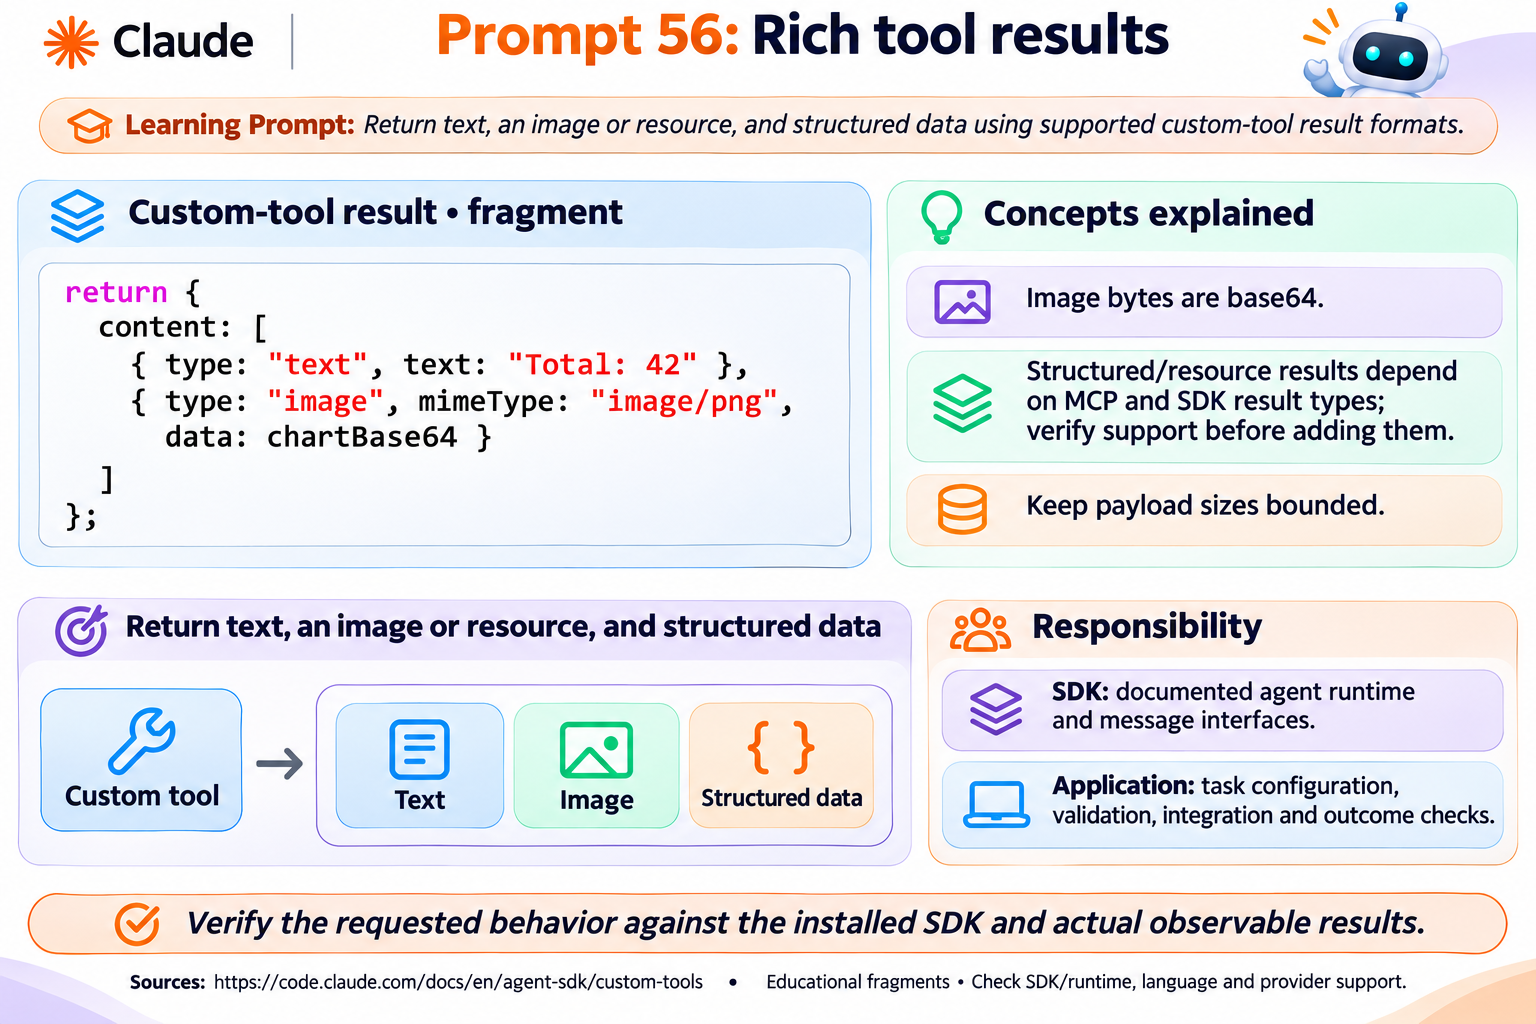 Claude
Prompt 56: Rich tool results
Learning Prompt: Return text, an image or resource, and structured data using supported custom-tool result formats.
Custom-tool result • fragment
return {
  content: [
    { type: "text", text: "Total: 42" },
    { type: "image", mimeType: "image/png",
      data: chartBase64 }
  ]
};
Concepts explained
Image bytes are base64.
Structured/resource results depend
on MCP and SDK result types;
verify support before adding them.
Keep payload sizes bounded.
Return text, an image or resource, and structured data
Custom tool
Text
Image
{ }
Structured data
Responsibility
SDK: documented agent runtime
and message interfaces.
Application: task configuration,
validation, integration and outcome checks.
Verify the requested behavior against the installed SDK and actual observable results.
Sources: https://code.claude.com/docs/en/agent-sdk/custom-tools • Educational fragments • Check SDK/runtime, language and provider support.